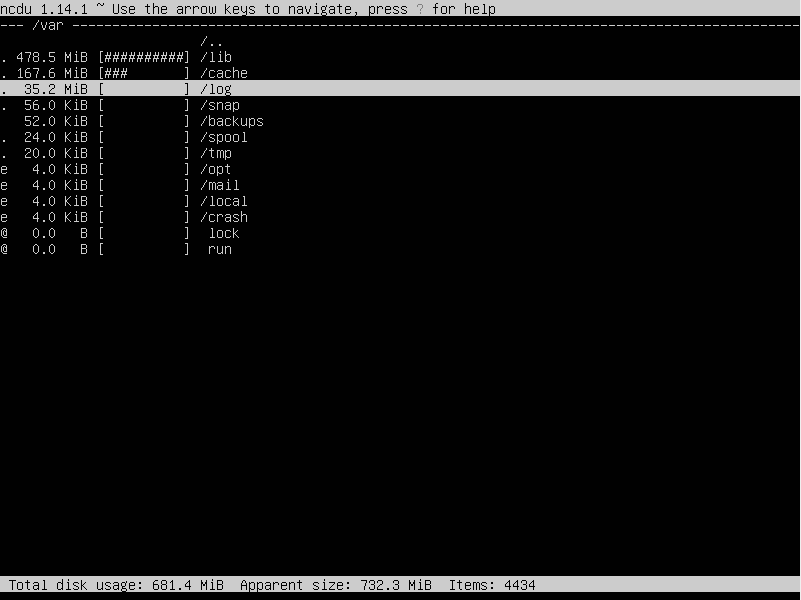 ncdu 1.14.1 ~ Use the arrow keys to navigate, press ? for help
--- /var -------------------------------------------------------------------------------------------
                         /..
. 478.5 MiB [##########] /lib
. 167.6 MiB [###       ] /cache
.  35.2 MiB [          ] /log
.  56.0 KiB [          ] /snap
   52.0 KiB [          ] /backups
.  24.0 KiB [          ] /spool
.  20.0 KiB [          ] /tmp
e   4.0 KiB [          ] /opt
e   4.0 KiB [          ] /mail
e   4.0 KiB [          ] /local
e   4.0 KiB [          ] /crash
@   0.0   B [          ]  lock
@   0.0   B [          ]  run
 Total disk usage: 681.4 MiB  Apparent size: 732.3 MiB  Items: 4434